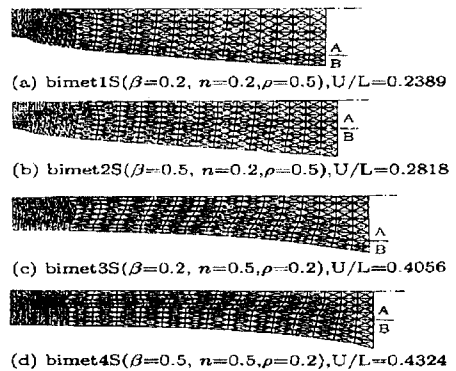 A
B
(a) bimet1S(β=0.2, n=0.2,ρ=0.5),U/L=0.2389
A
B
(b) bimet2S(β=0.5, n=0.2,ρ=0.5),U/L=0.2818
A
B
(c) bimet3S(β=0.2, n=0.5,ρ=0.2),U/L=0.4056
A
B
(d) bimet4S(β=0.5, n=0.5,ρ=0.2),U/L=0.4324